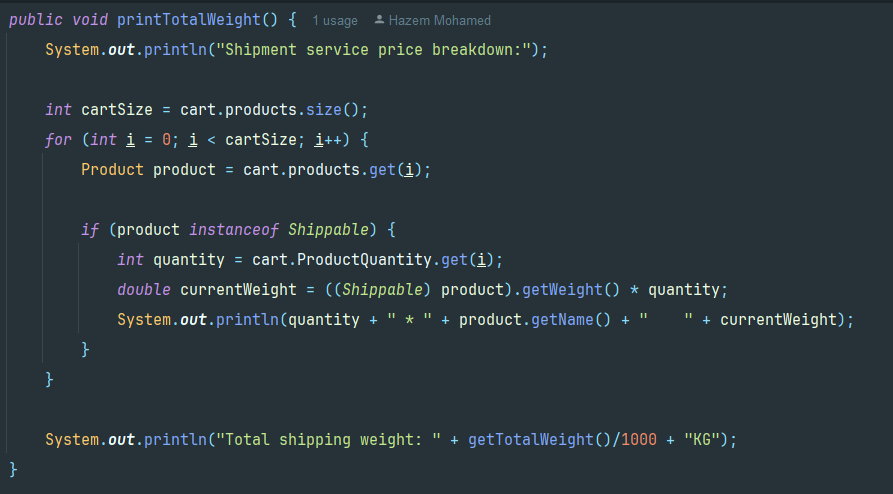 public void printTotalWeight() { 1 usage Hazem Mohamed
System.out.println("Shipment service price breakdown:");
int cartSize = cart.products.size();
for (int i = 0; i < cartSize; i++) {
Product product = cart.products.get(i);
if (product instanceof Shippable) {
int quantity = cart.ProductQuantity.get(i);
double currentWeight = ((Shippable) product).getWeight() * quantity;
System.out.println(quantity + " * " + product.getName() + "    " + currentWeight);
}
}
System.out.println("Total shipping weight: " + getTotalWeight()/1000 + "KG");
}